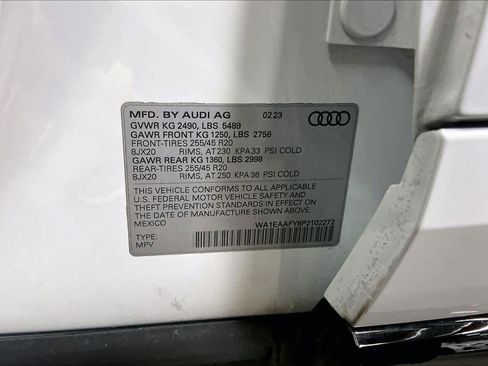 MFD. BY AUDI AG 02 23
GVWR KG 2490, LBS 5489
GAWR FRONT KG 1250, LBS 2756
FRONT-TIRES 255/45 R20
8JX20 RIMS, AT 230 KPA 33 PSI COLD
GAWR REAR KG 1360, LBS 2998
REAR-TIRES 255/45 R20
8JX20 RIMS, AT 250 KPA 36 PSI COLD
THIS VEHICLE CONFORMS TO ALL APPLICABLE
U.S. FEDERAL MOTOR VEHICLE SAFETY AND
THEFT PREVENTION STANDARDS IN EFFECT ON
DATE OF MANUFACTURE SHOWN ABOVE.
MEXICO
WA1EAAFY8P2102272
TYPE:
MPV